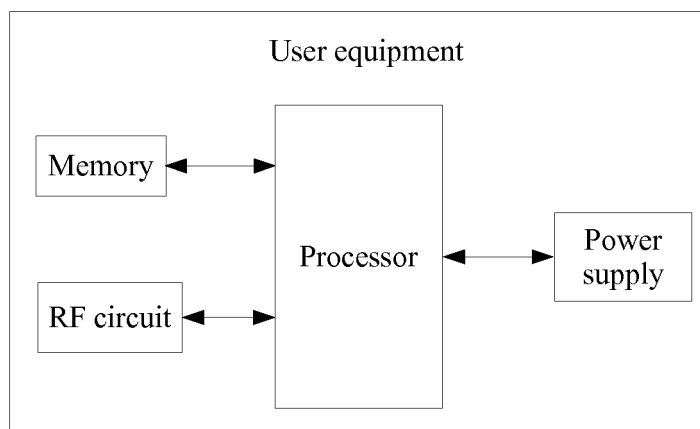 User equipment
Memory
Processor
Power
supply
RF circuit